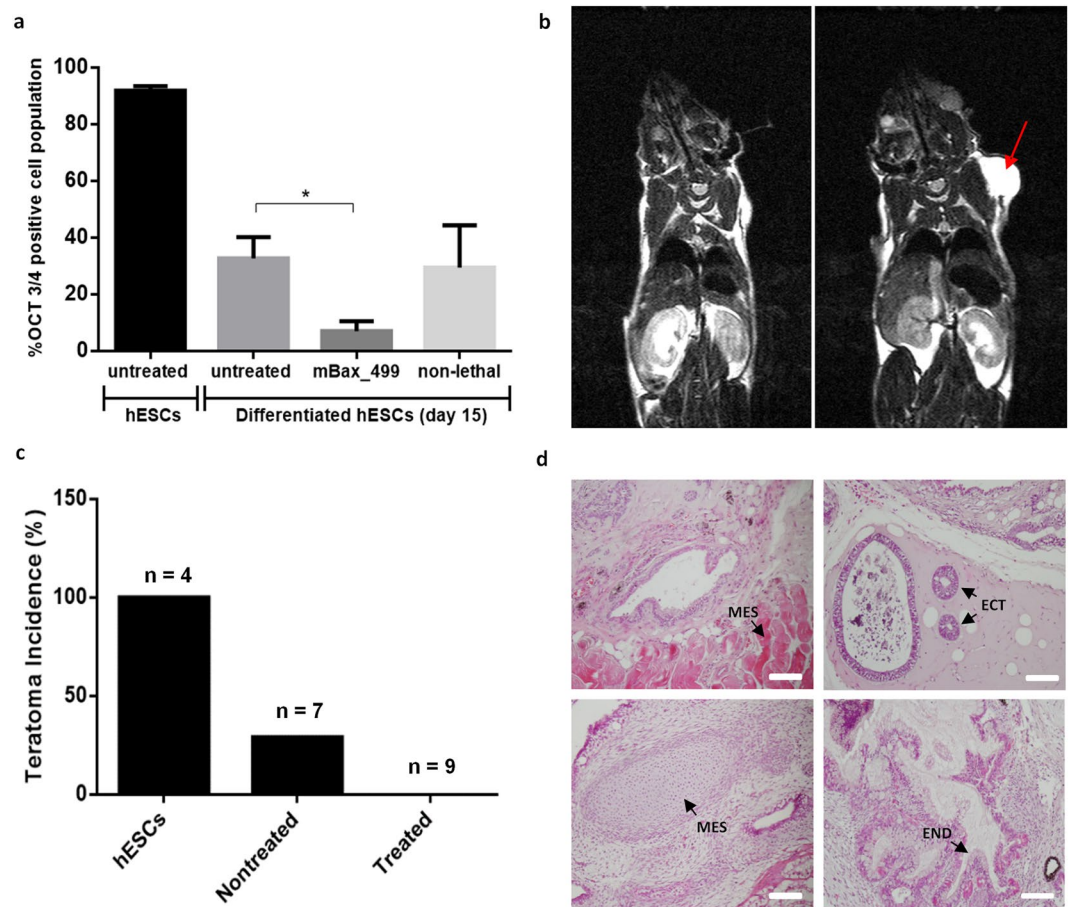 a
%OCT 3/4 positive cell population
100
80
60
40
20
0
*
untreated
untreated
mBax_499
non-lethal
hESCs
Differentiated hESCs (day 15)
b
c
Teratoma Incidence (%)
150
100
50
0
n = 4
n = 7
n = 9
hESCs
Nontreated
Treated
d
MES
ECT
MES
END